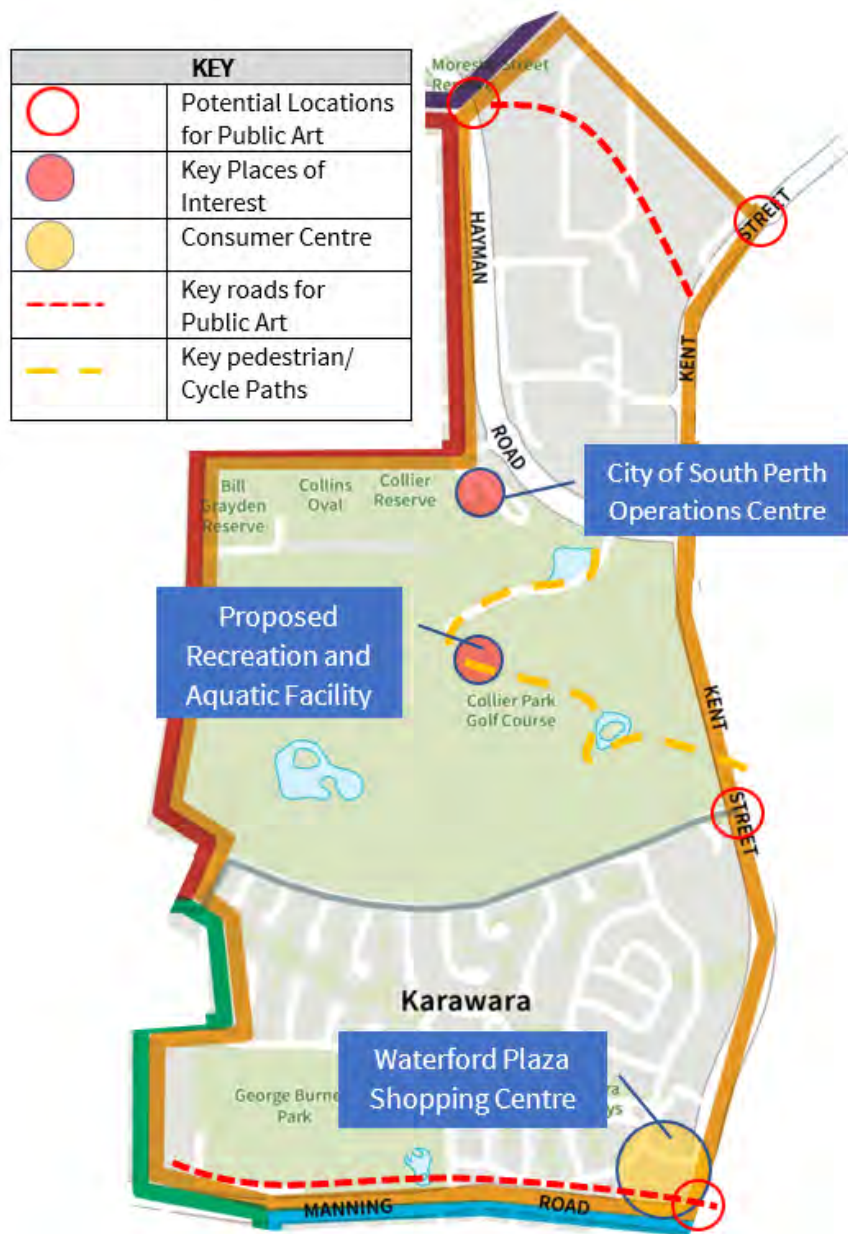 KEY
Potential Locations
for Public Art
Key Places of
Interest
Consumer Centre
Key roads for
Public Art
Key pedestrian/
Cycle Paths
Street
HAYMAN
ROAD
STREET
KENT
City of South Perth
Operations Centre
Bill
Grayden
Reserve
Collins
Oval
Collier
Reserve
Proposed
Recreation and
Aquatic Facility
Collier Park
Golf Course
KENT
STREET
Karawara
Waterford Plaza
Shopping Centre
George
Park
MANNING
ROAD